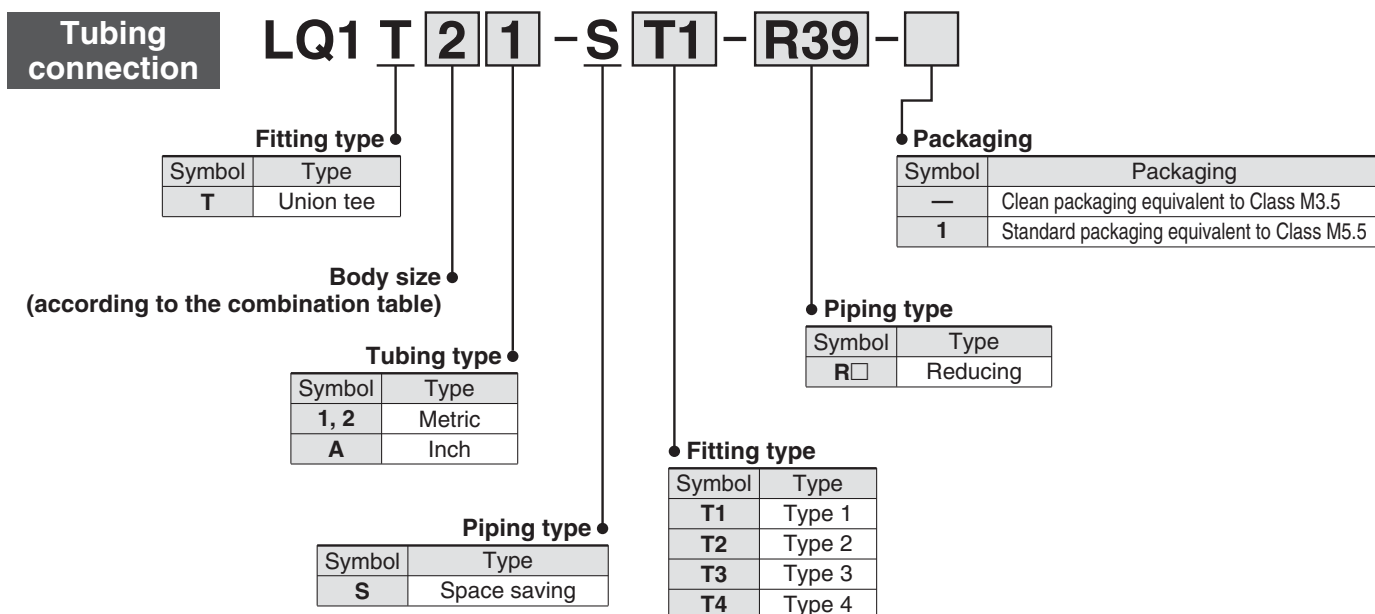 Tubing
connection
LQ1 T 2 1 - S T1 - R39 -
Fitting type
Symbol Type
T Union tee
Packaging
Symbol Packaging
— Clean packaging equivalent to Class M3.5
1 Standard packaging equivalent to Class M5.5
Body size
(according to the combination table)
Piping type
Symbol Type
R□ Reducing
Tubing type
Symbol Type
1, 2 Metric
A Inch
Fitting type
Symbol Type
T1 Type 1
T2 Type 2
T3 Type 3
T4 Type 4
Piping type
Symbol Type
S Space saving